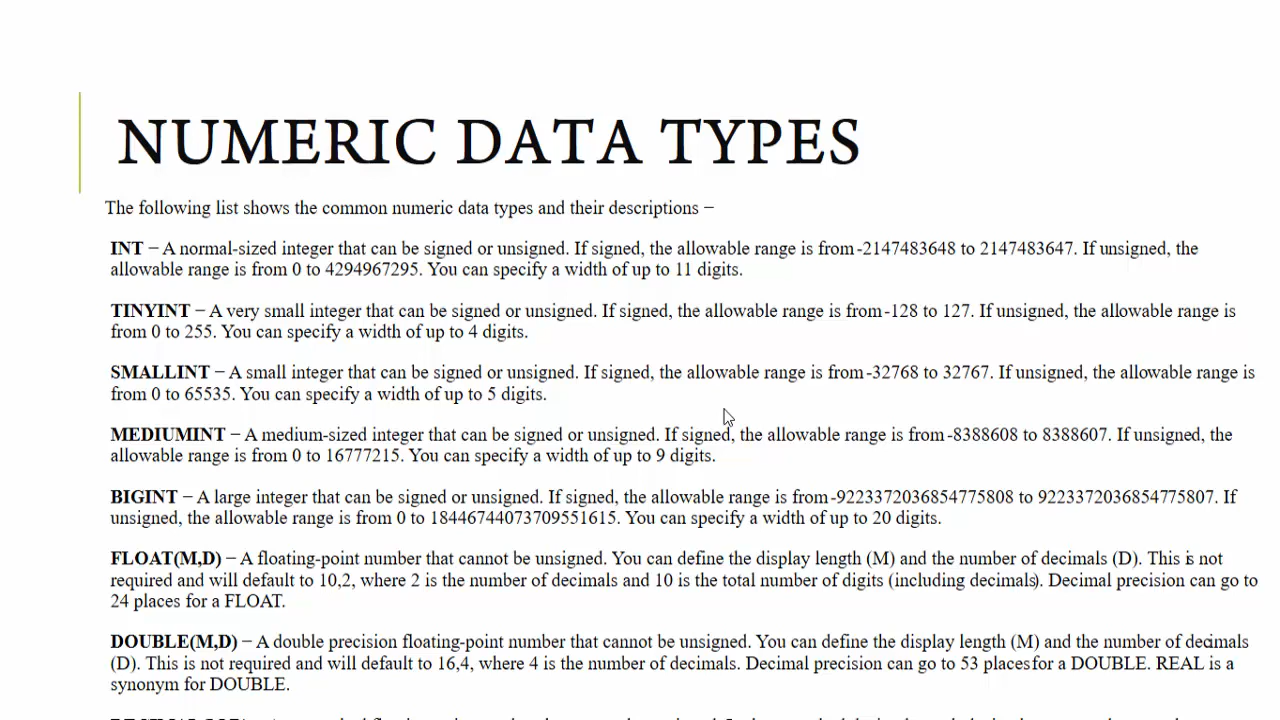 NUMERIC DATA TYPES
The following list shows the common numeric data types and their descriptions −
INT − A normal-sized integer that can be signed or unsigned. If signed, the allowable range is from -2147483648 to 2147483647. If unsigned, the
allowable range is from 0 to 4294967295. You can specify a width of up to 11 digits.
TINYINT − A very small integer that can be signed or unsigned. If signed, the allowable range is from -128 to 127. If unsigned, the allowable range is
from 0 to 255. You can specify a width of up to 4 digits.
SMALLINT − A small integer that can be signed or unsigned. If signed, the allowable range is from -32768 to 32767. If unsigned, the allowable range is
from 0 to 65535. You can specify a width of up to 5 digits.
MEDIUMINT − A medium-sized integer that can be signed or unsigned. If signed, the allowable range is from -8388608 to 8388607. If unsigned, the
allowable range is from 0 to 16777215. You can specify a width of up to 9 digits.
BIGINT − A large integer that can be signed or unsigned. If signed, the allowable range is from -9223372036854775808 to 9223372036854775807. If
unsigned, the allowable range is from 0 to 18446744073709551615. You can specify a width of up to 20 digits.
FLOAT(M,D) − A floating-point number that cannot be unsigned. You can define the display length (M) and the number of decimals (D). This is not
required and will default to 10,2, where 2 is the number of decimals and 10 is the total number of digits (including decimals). Decimal precision can go to
24 places for a FLOAT.
DOUBLE(M,D) − A double precision floating-point number that cannot be unsigned. You can define the display length (M) and the number of decimals
(D). This is not required and will default to 16,4, where 4 is the number of decimals. Decimal precision can go to 53 places for a DOUBLE. REAL is a
synonym for DOUBLE.